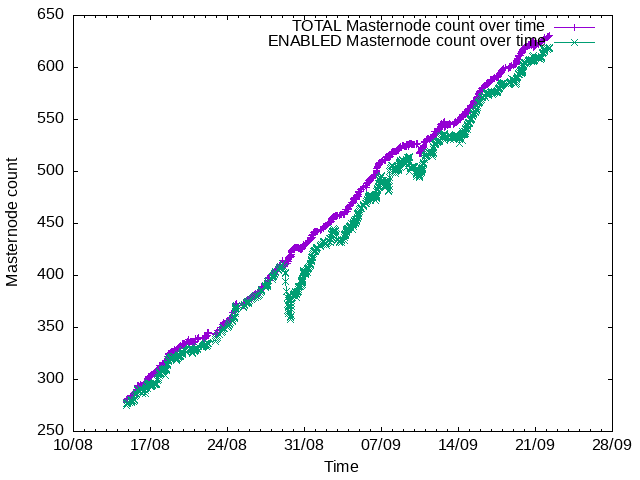 650
600
550
500
450
400
350
300
250
TOTAL Masternode count over time
ENABLED Masternode count over time
Masternode count
10/08 17/08 24/08 31/08 07/09 14/09 21/09 28/09
Time